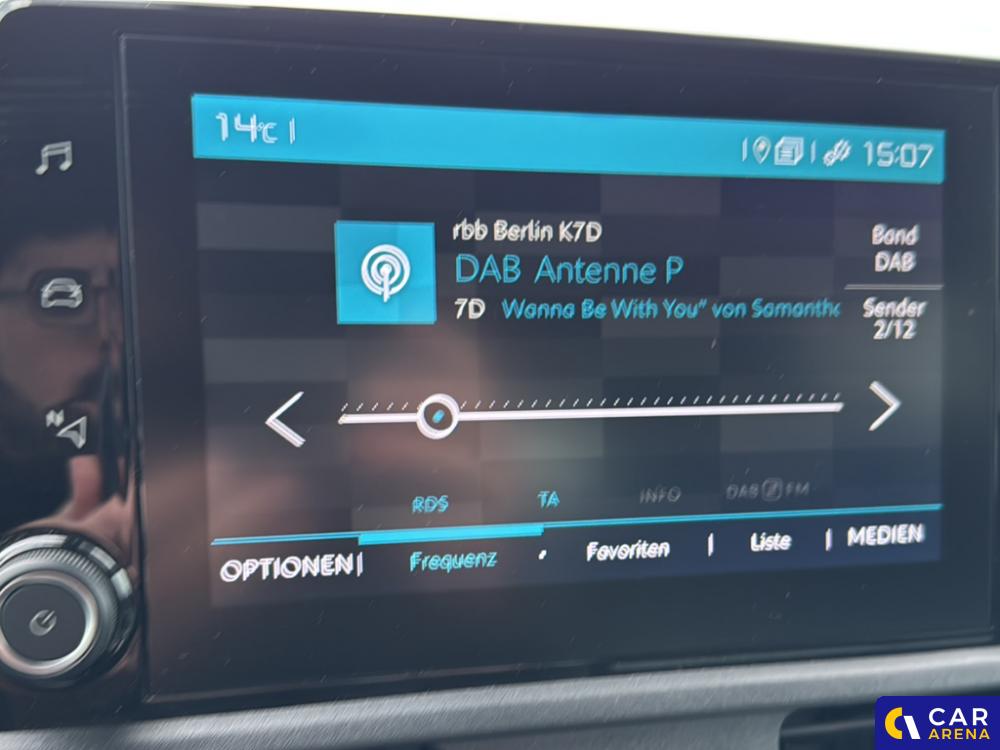 14°C
15:07
rbb Berlin K7D
DAB Antenne P
7D Wanna Be With You" von Samantha
Band
DAB
Sender
2/12
RDS TA INFO DAB FM
OPTIONEN Frequenz Favoriten Liste MEDIEN
CAR
ARENA